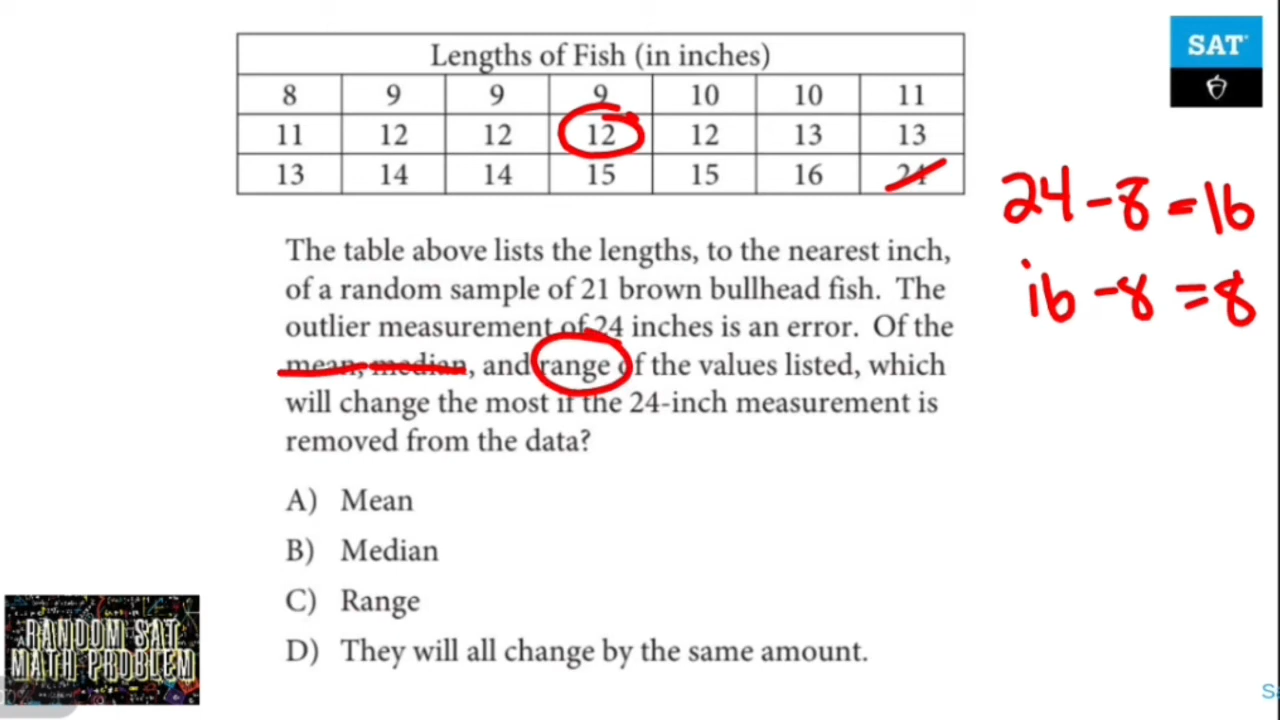 Lengths of Fish (in inches)
8 9 9 9 10 10 11
11 12 12 12 12 13 13
13 14 14 15 15 16 24
SAT
24 - 8 = 16
16 - 8 = 8
The table above lists the lengths, to the nearest inch,
of a random sample of 21 brown bullhead fish. The
outlier measurement of 24 inches is an error. Of the
mean, median, and range of the values listed, which
will change the most if the 24-inch measurement is
removed from the data?
A) Mean
B) Median
C) Range
D) They will all change by the same amount.
RANDOM SAT
MATH PROBLEM